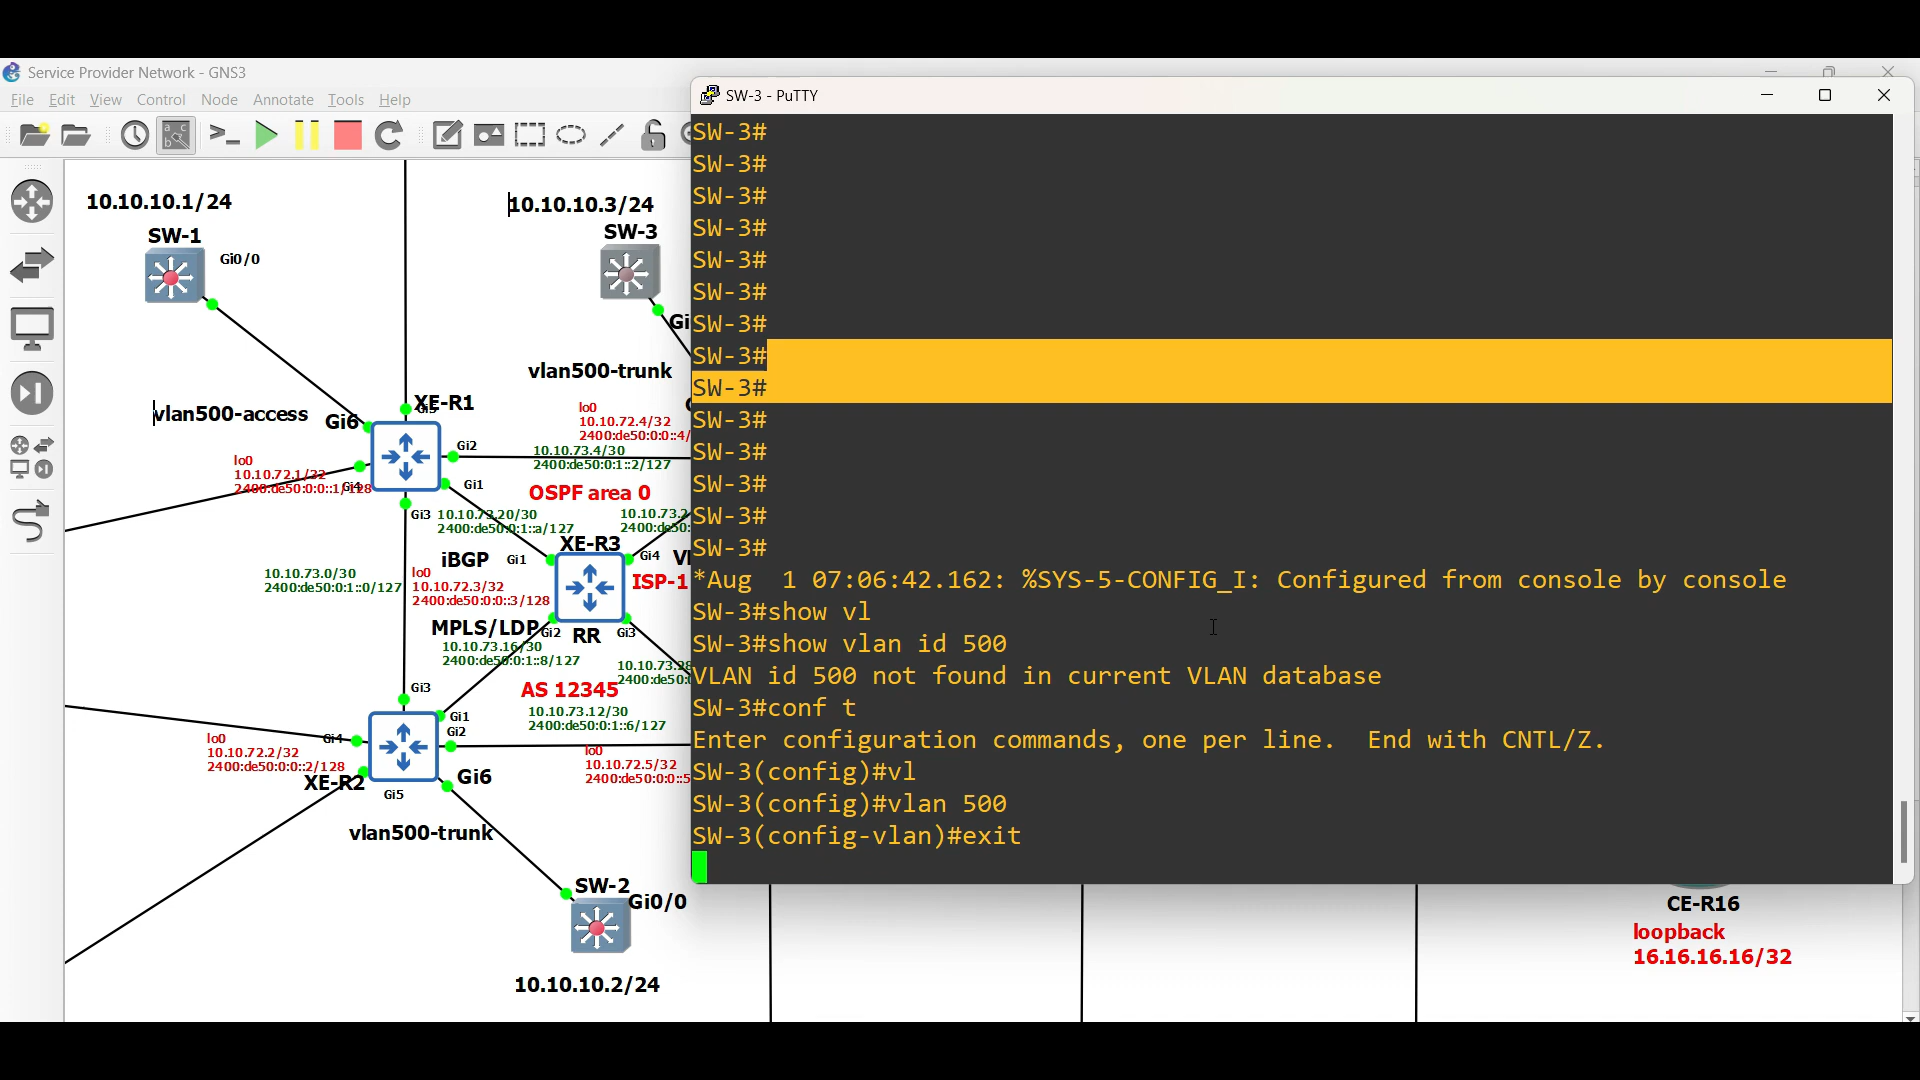 Service Provider Network - GNS3
File Edit View Control Node Annotate Tools Help
10.10.10.1/24
SW-1
Gi0/0
10.10.10.3/24
SW-3
Gi
vlan500-trunk
vlan500-access
Gi6
XE-R1
Gi5
Gi2
lo0
10.10.72.4/32
2400:de50:0:0::4/
10.10.73.4/30
2400:de50:0:1::2/127
lo0
10.10.72.1/32
2400:de50:0:0::1/128
Gi4
Gi1
OSPF area 0
Gi3
10.10.73.20/30
2400:de50:0:1::a/127
10.10.73.2
2400:de50:
XE-R3
iBGP
Gi1
Gi4
ISP-1
10.10.73.0/30
2400:de50:0:1::0/127
lo0
10.10.72.3/32
2400:de50:0:0::3/128
MPLS/LDP
Gi2
RR
Gi3
10.10.73.16/30
2400:de50:0:1::8/127
10.10.73.28
2400:de50:
Gi3
AS 12345
Gi1
Gi2
10.10.73.12/30
2400:de50:0:1::6/127
lo0
10.10.72.2/32
2400:de50:0:0::2/128
Gi4
lo0
10.10.72.5/32
2400:de50:0:0::5
XE-R2
Gi5
Gi6
vlan500-trunk
SW-2
Gi0/0
10.10.10.2/24
SW-3 - PuTTY
SW-3#
SW-3#
SW-3#
SW-3#
SW-3#
SW-3#
SW-3#
SW-3#
SW-3#
SW-3#
SW-3#
SW-3#
SW-3#
SW-3#
*Aug  1 07:06:42.162: %SYS-5-CONFIG_I: Configured from console by console
SW-3#show vl
SW-3#show vlan id 500
VLAN id 500 not found in current VLAN database
SW-3#conf t
Enter configuration commands, one per line.  End with CNTL/Z.
SW-3(config)#vl
SW-3(config)#vlan 500
SW-3(config-vlan)#exit
CE-R16
loopback
16.16.16.16/32